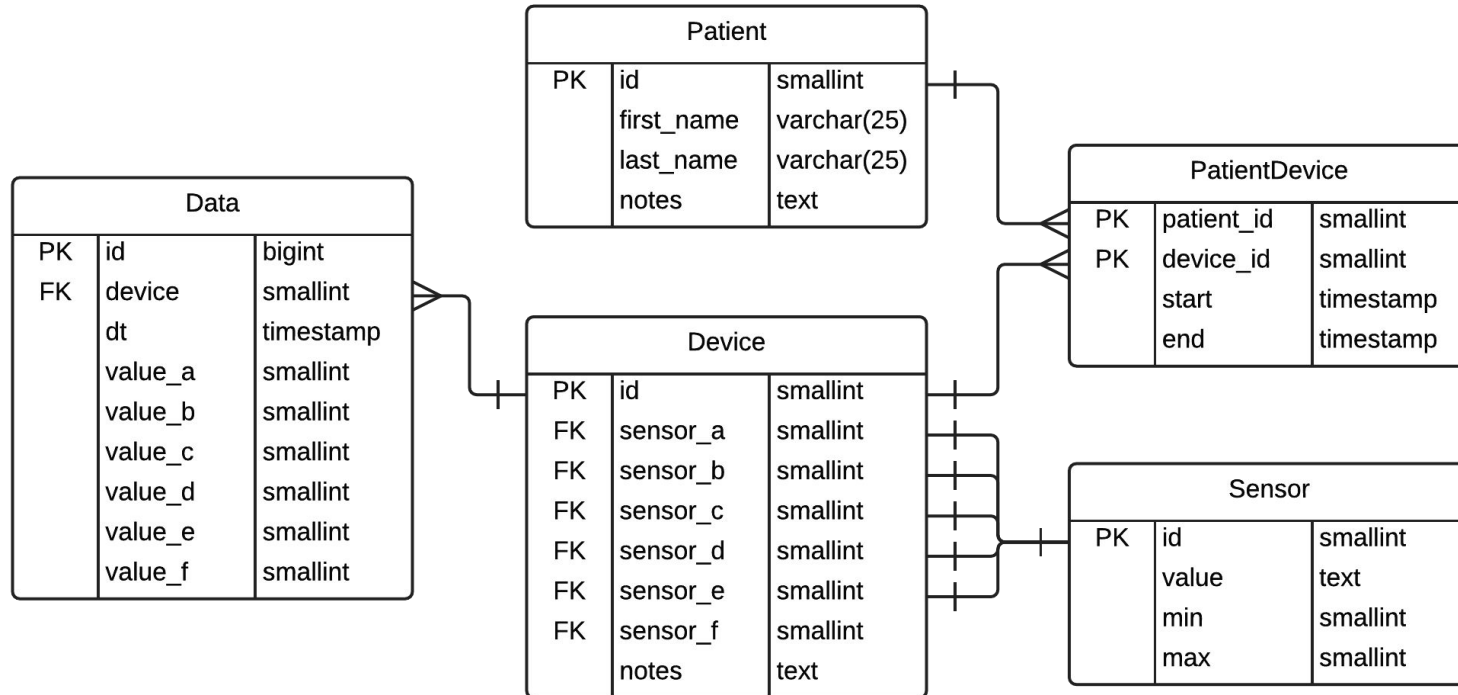 Patient
PK id smallint
first_name varchar(25)
last_name varchar(25)
notes text
Data
PK id bigint
FK device smallint
dt timestamp
value_a smallint
value_b smallint
value_c smallint
value_d smallint
value_e smallint
value_f smallint
Device
PK id smallint
FK sensor_a smallint
FK sensor_b smallint
FK sensor_c smallint
FK sensor_d smallint
FK sensor_e smallint
FK sensor_f smallint
notes text
PatientDevice
PK patient_id smallint
PK device_id smallint
start timestamp
end timestamp
Sensor
PK id smallint
value text
min smallint
max smallint